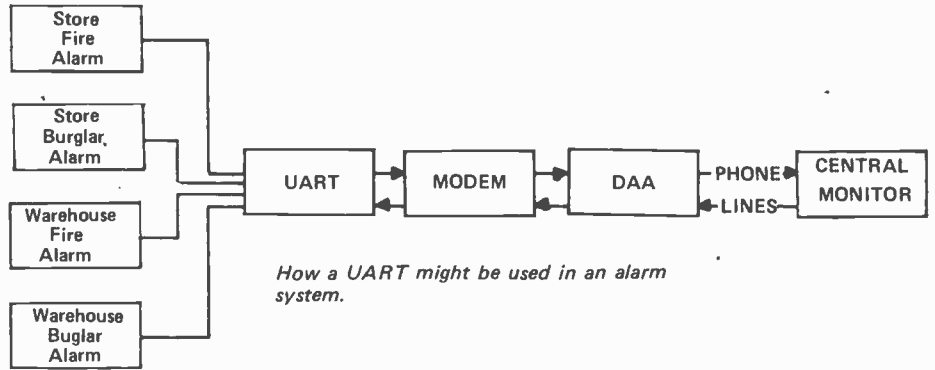 Store
Fire
Alarm
Store
Burglar
Alarm
Warehouse
Fire
Alarm
Warehouse
Buglar
Alarm
UART
MODEM
DAA
PHONE
LINES
CENTRAL
MONITOR
How a UART might be used in an alarm
system.